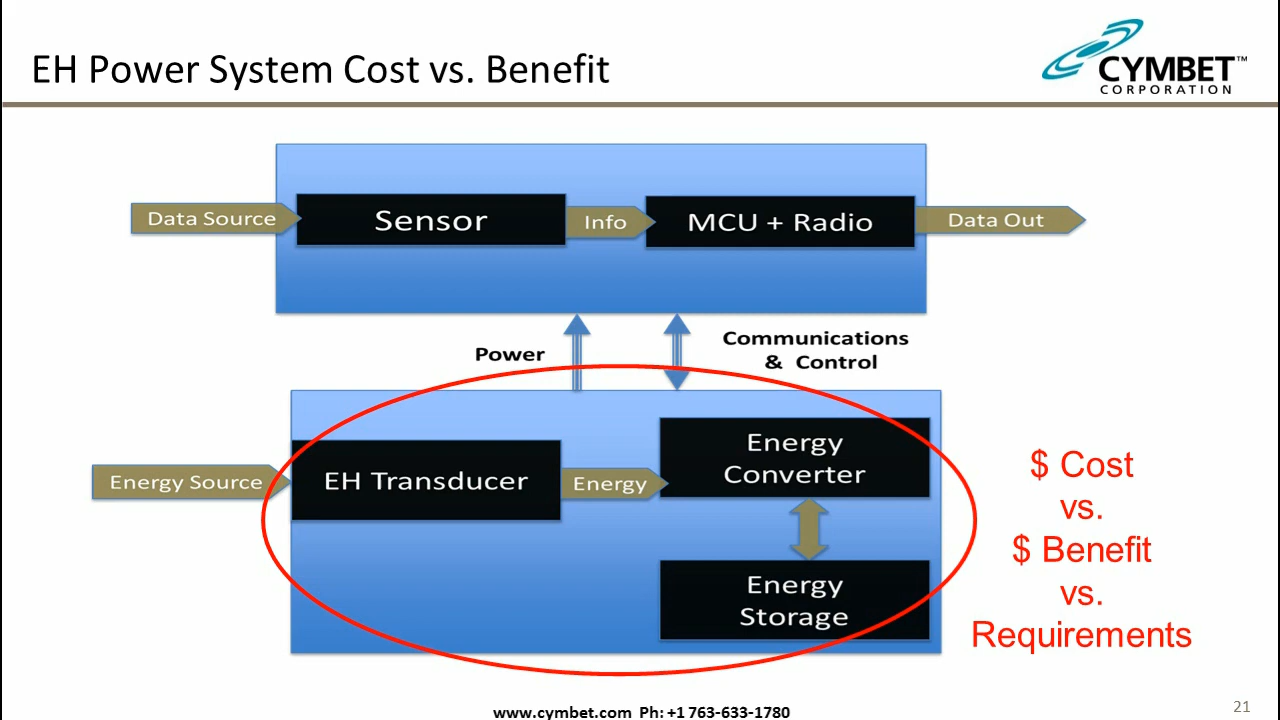 EH Power System Cost vs. Benefit
CYMBET™
CORPORATION
Data Source
Sensor
Info
MCU + Radio
Data Out
Power
Communications
& Control
Energy Source
EH Transducer
Energy
Energy
Converter
Energy
Storage
$ Cost
vs.
$ Benefit
vs.
Requirements
www.cymbet.com Ph: +1 763-633-1780
21